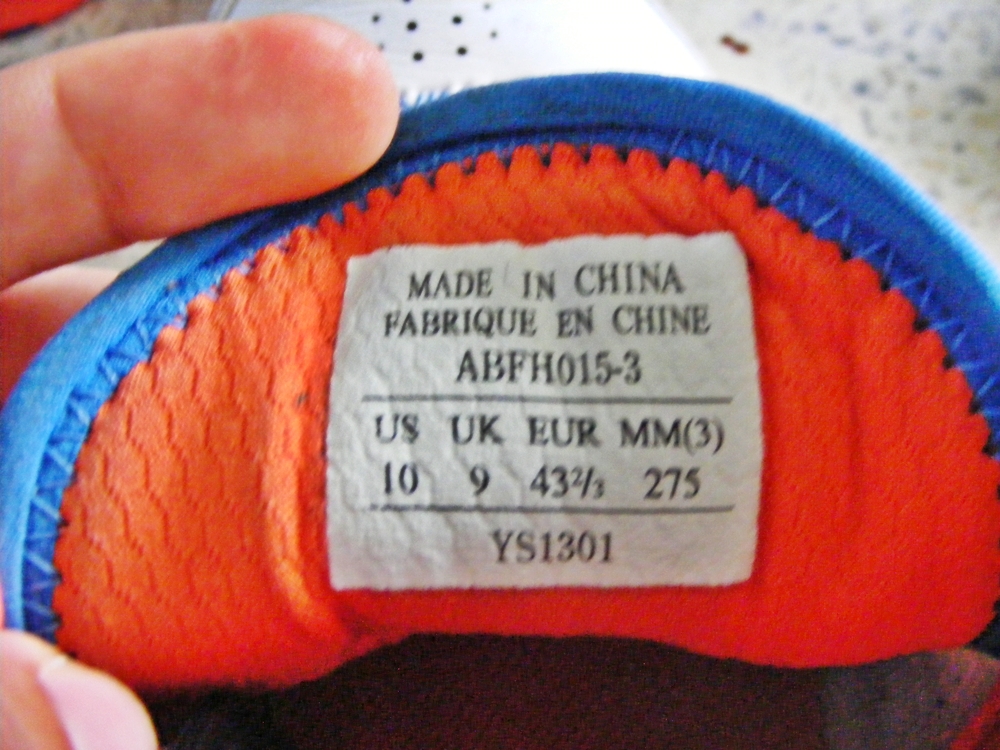 MADE IN CHINA
FABRIQUE EN CHINE
ABFH015-3
US UK EUR MM(3)
10 9 43²/₃ 275
YS1301